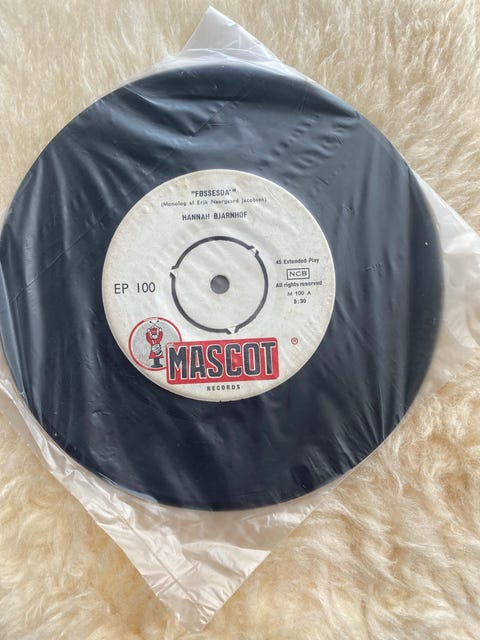 "FØSSESDA'"
(Monolog af Erik Nørgaard Jacobsen)
HANNAH BJARNHOF
EP 100
45 Extended Play
NCB
All rights reserved
M 100 A
5:30
MASCOT
RECORDS